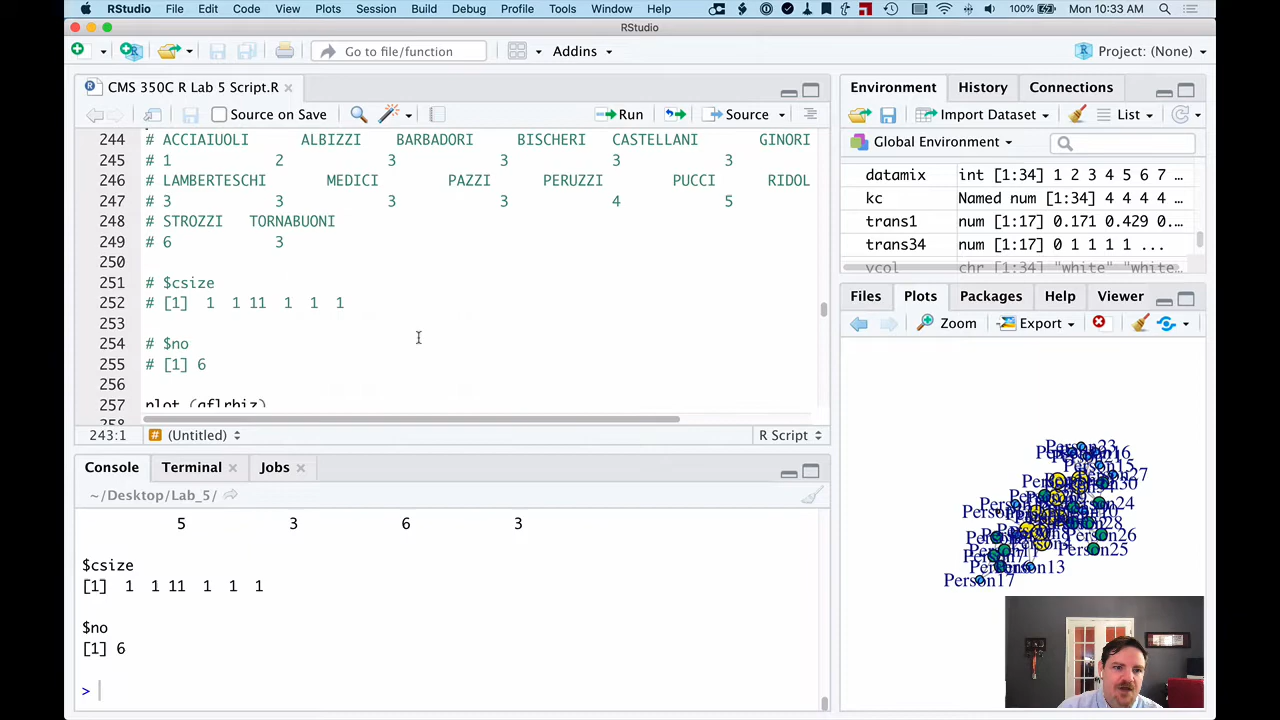 RStudio File Edit Code View Plots Session Build Debug Profile Tools Window Help 100% Mon 10:33 AM
RStudio
Go to file/function Addins Project: (None)
CMS 350C R Lab 5 Script.R
Source on Save Run Source
244 # ACCIAIUOLI ALBIZZI BARBADORI BISCHERI CASTELLANI GINORI
245 # 1 2 3 3 3 3
246 # LAMBERTESCHI MEDICI PAZZI PERUZZI PUCCI RIDOL
247 # 3 3 3 3 4 5
248 # STROZZI TORNABUONI
249 # 6 3
250
251 # $csize
252 # [1] 1 1 11 1 1 1
253
254 # $no
255 # [1] 6
256
257 plot (aflrbiz)
258
243:1 # (Untitled) R Script
Console Terminal Jobs
~/Desktop/Lab_5/
5 3 6 3
$csize
[1] 1 1 11 1 1 1
$no
[1] 6
>
Environment History Connections
Import Dataset List
Global Environment
datamix int [1:34] 1 2 3 4 5 6 7 …
kc Named num [1:34] 4 4 4 4 …
trans1 num [1:17] 0.171 0.429 0.…
trans34 num [1:17] 0 1 1 1 1 ...
vcol chr [1:34] "white" "white…
Files Plots Packages Help Viewer
Zoom Export
Person23
Person15
Person24
Person26
Person25
Person13
Person17